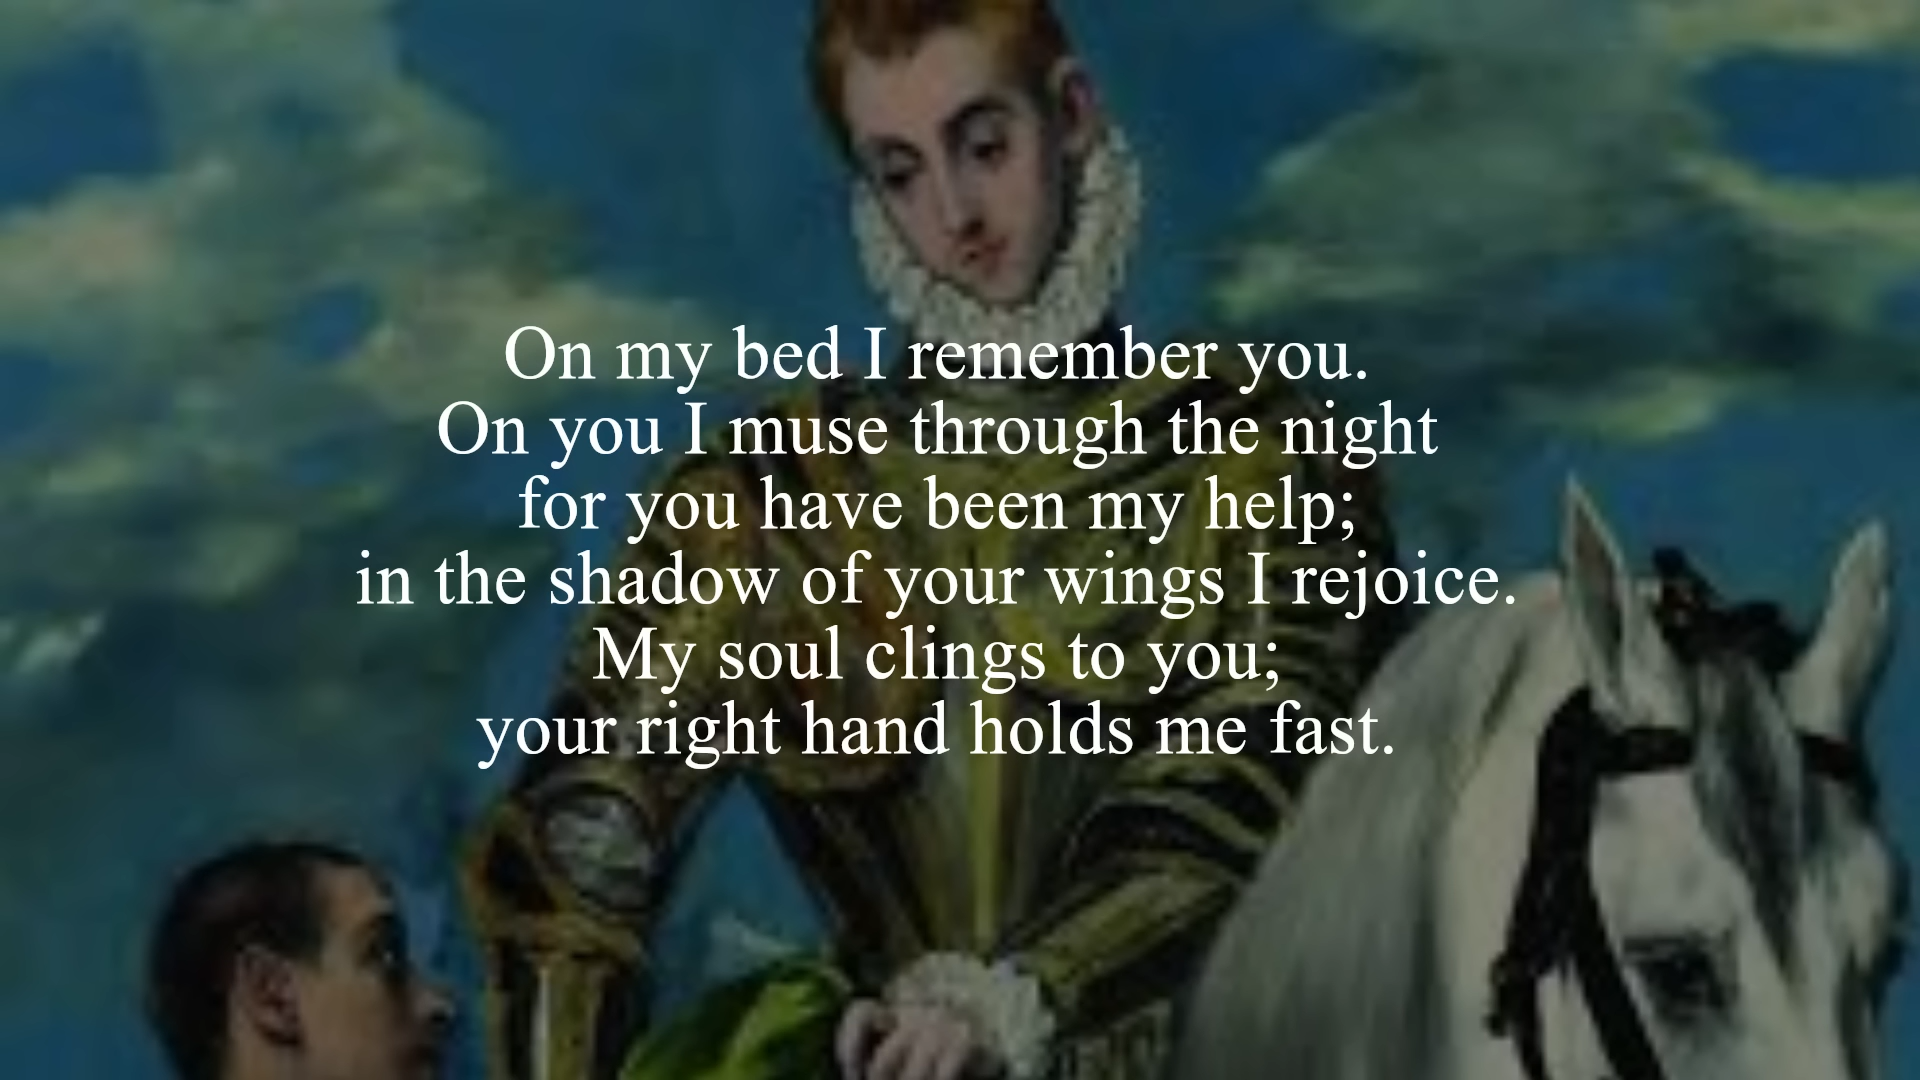 On my bed I remember you.
On you I muse through the night
for you have been my help;
in the shadow of your wings I rejoice.
My soul clings to you;
your right hand holds me fast.